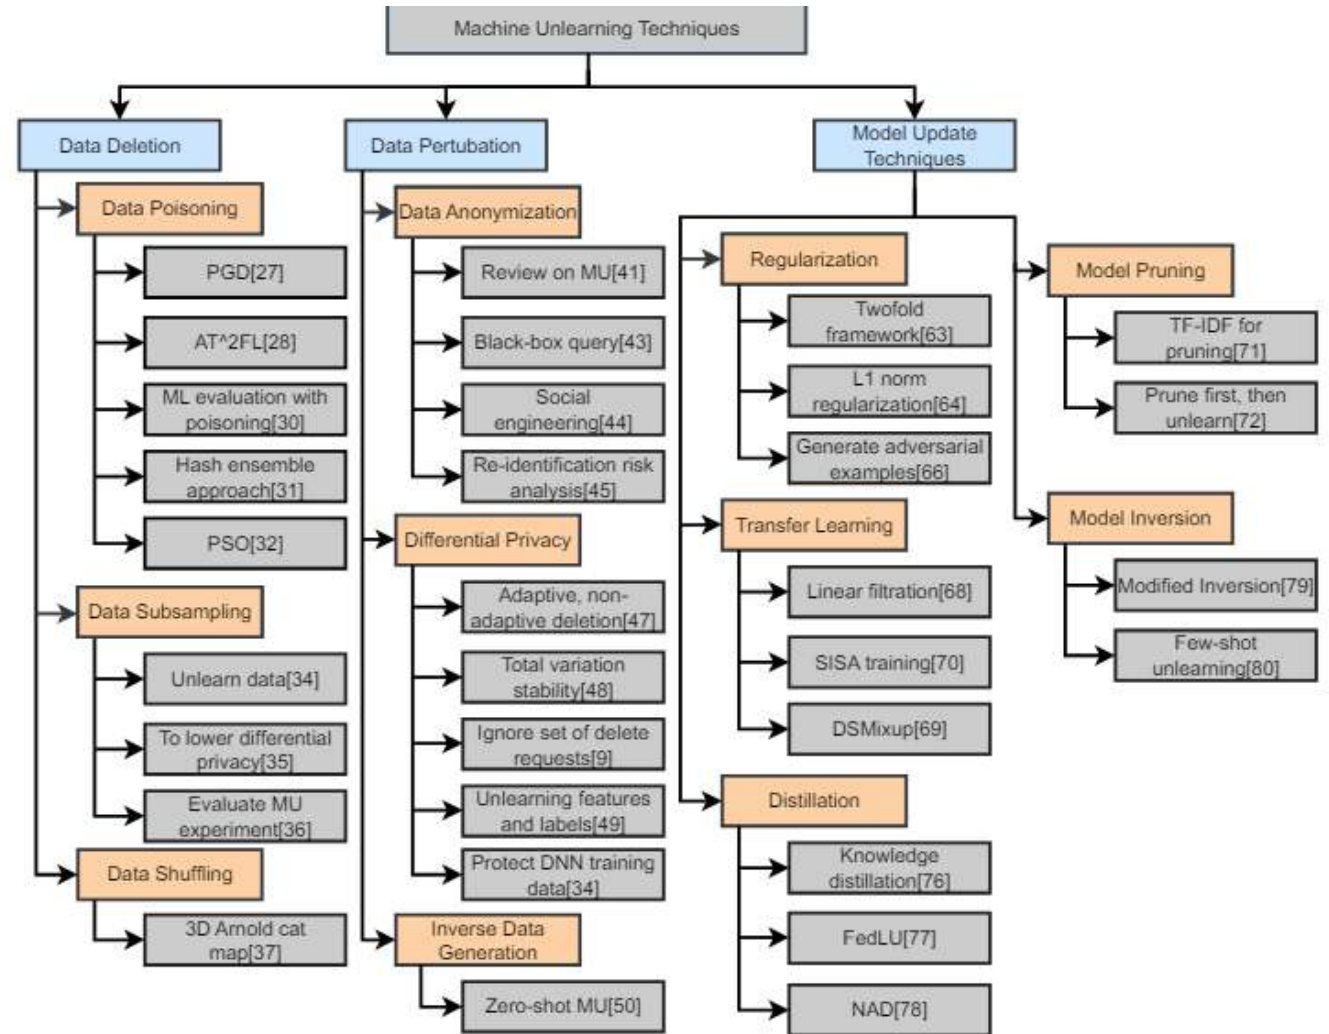 Machine Unlearning Techniques
Data Deletion
Data Poisoning
PGD[27]
AT^2FL[28]
ML evaluation with
poisoning[30]
Hash ensemble
approach[31]
PSO[32]
Data Subsampling
Unlearn data[34]
To lower differential
privacy[35]
Evaluate MU
experiment[36]
Data Shuffling
3D Arnold cat
map[37]
Data Pertubation
Data Anonymization
Review on MU[41]
Black-box query[43]
Social
engineering[44]
Re-identification risk
analysis[45]
Differential Privacy
Adaptive, non-
adaptive deletion[47]
Total variation
stability[48]
Ignore set of delete
requests[9]
Unlearning features
and labels[49]
Protect DNN training
data[34]
Inverse Data
Generation
Zero-shot MU[50]
Model Update
Techniques
Regularization
Twofold
framework[63]
L1 norm
regularization[64]
Generate adversarial
examples[66]
Transfer Learning
Linear filtration[68]
SISA training[70]
DSMixup[69]
Distillation
Knowledge
distillation[76]
FedLU[77]
NAD[78]
Model Pruning
TF-IDF for
pruning[71]
Prune first, then
unlearn[72]
Model Inversion
Modified Inversion[79]
Few-shot
unlearning[80]